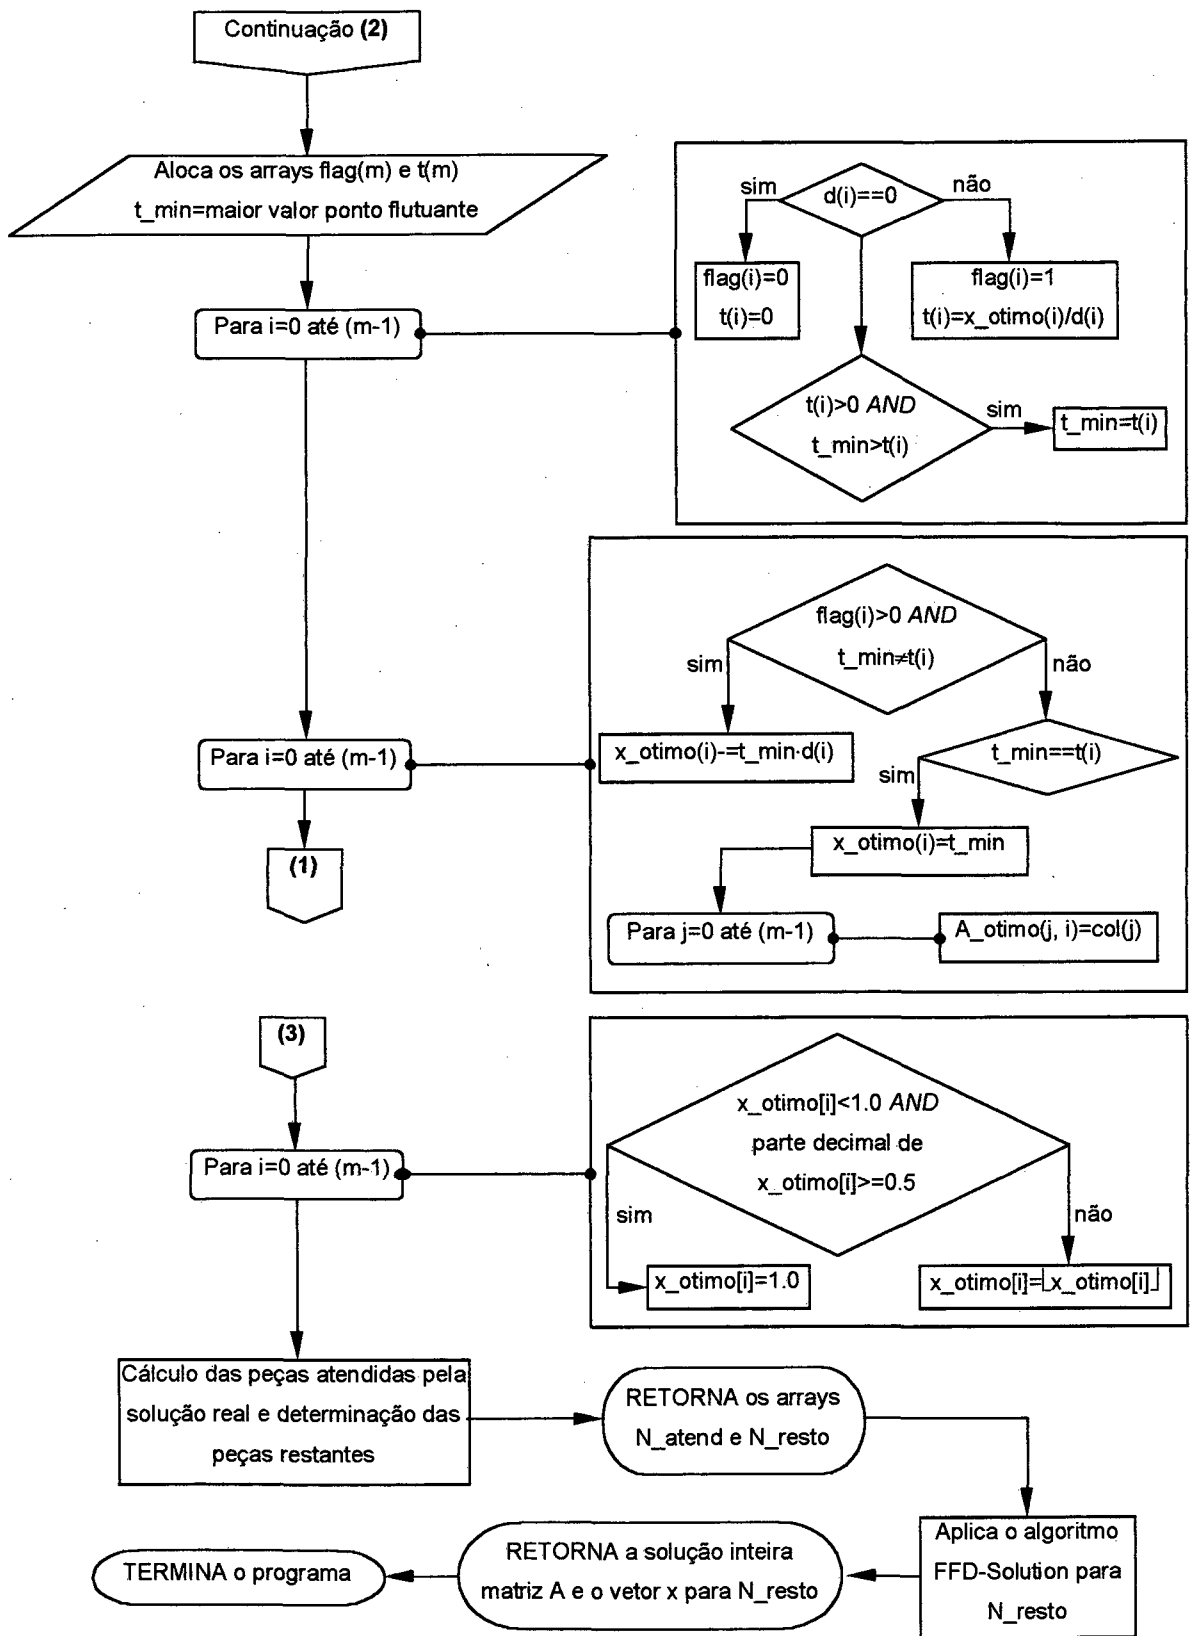 Continuação (2)
Aloca os arrays flag(m) e t(m)
t_min=maior valor ponto flutuante
Para i=0 até (m-1)
sim
d(i)==0
não
flag(i)=0
t(i)=0
flag(i)=1
t(i)=x_otimo(i)/d(i)
t(i)>0 AND
t_min>t(i)
sim
t_min=t(i)
Para i=0 até (m-1)
flag(i)>0 AND
t_min≠t(i)
sim
não
x_otimo(i)-=t_min·d(i)
t_min==t(i)
sim
x_otimo(i)=t_min
Para j=0 até (m-1)
A_otimo(j, i)=col(j)
(1)
(3)
Para i=0 até (m-1)
x_otimo[i]<1.0 AND
parte decimal de
x_otimo[i]>=0.5
sim
não
x_otimo[i]=1.0
x_otimo[i]=⌊x_otimo[i]⌋
Cálculo das peças atendidas pela
solução real e determinação das
peças restantes
RETORNA os arrays
N_atend e N_resto
Aplica o algoritmo
FFD-Solution para
N_resto
RETORNA a solução inteira
matriz A e o vetor x para N_resto
TERMINA o programa